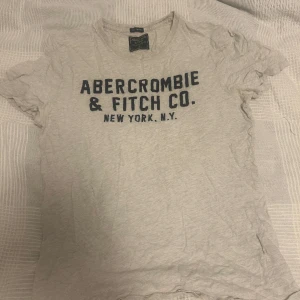 ABERCROMBIE
& FITCH CO.
NEW YORK, N.Y.